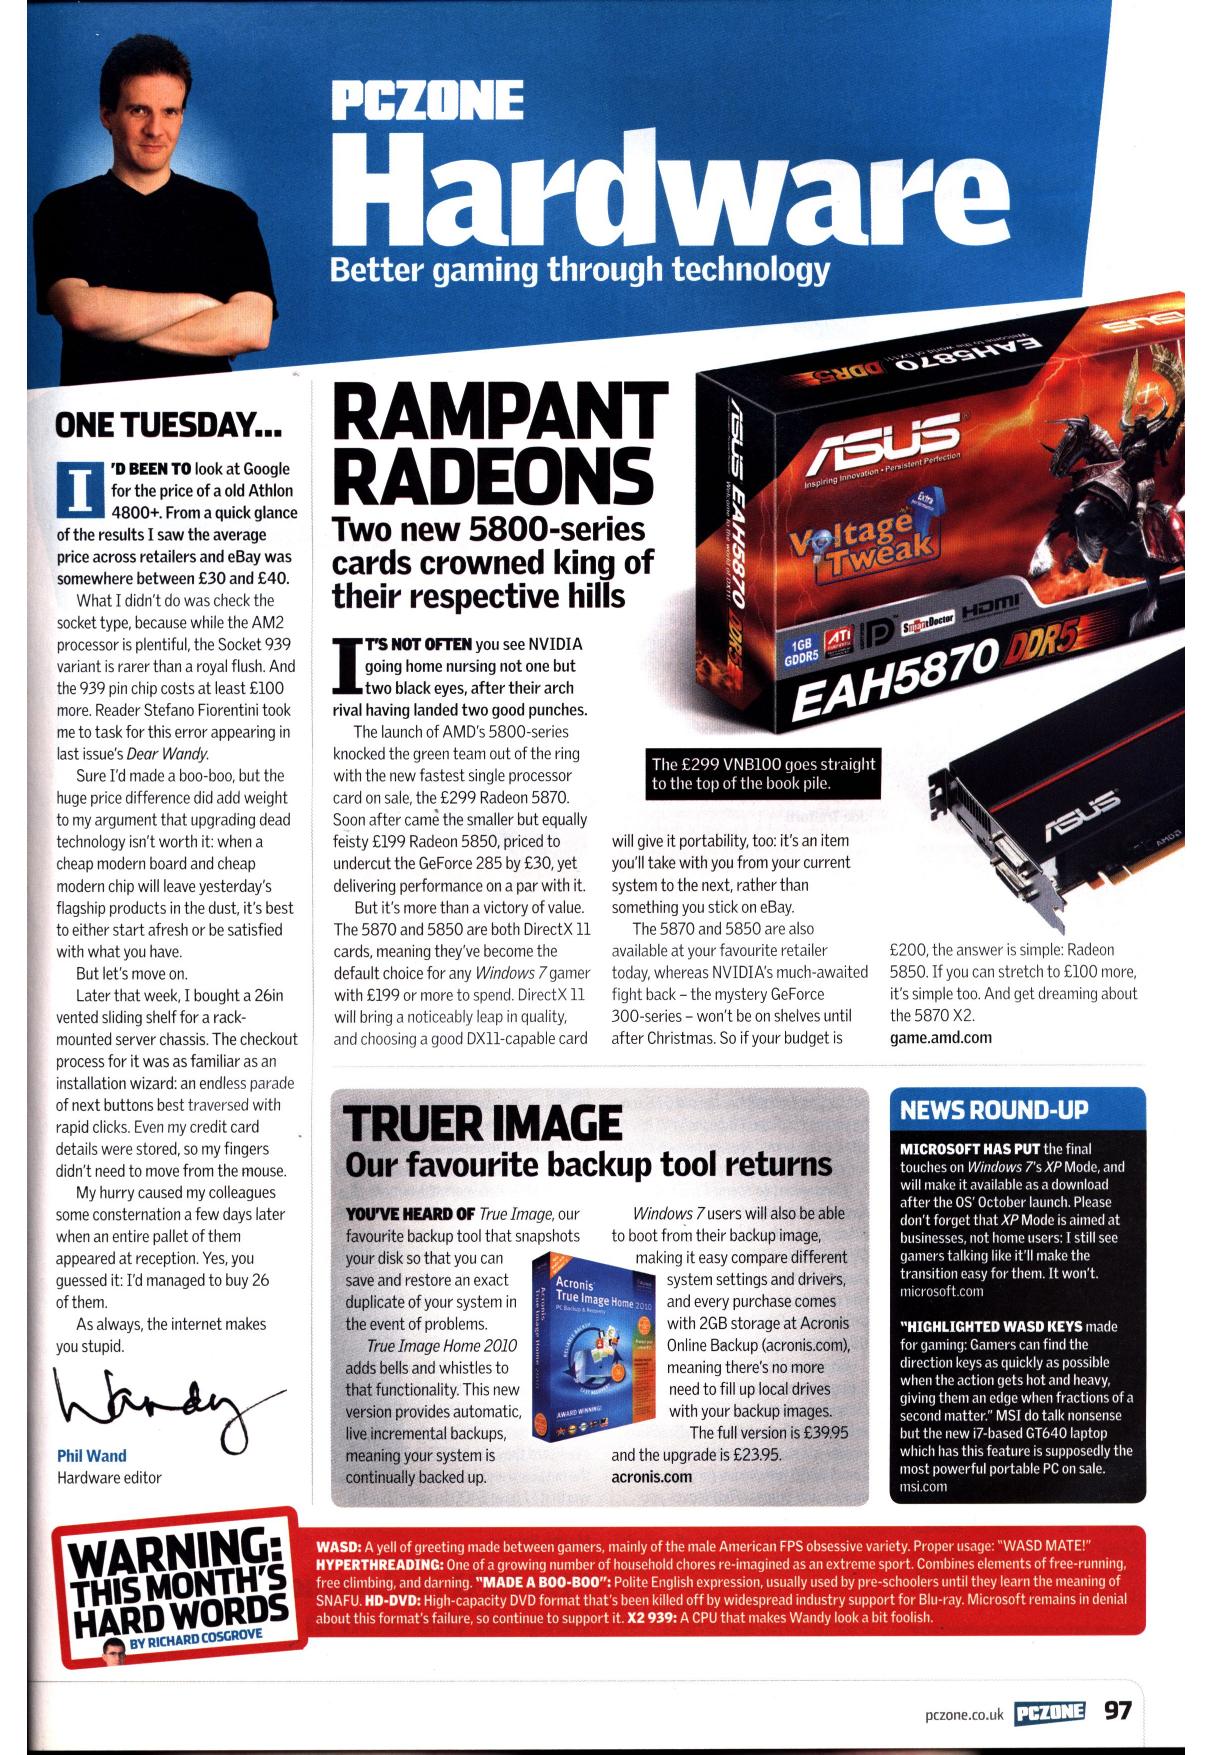 PCZONE
Hardware
Better gaming through technology
ONE TUESDAY...
I'D BEEN TO look at Google
for the price of a old Athlon
4800+. From a quick glance
of the results I saw the average
price across retailers and eBay was
somewhere between £30 and £40.
What I didn't do was check the
socket type, because while the AM2
processor is plentiful, the Socket 939
variant is rarer than a royal flush. And
the 939 pin chip costs at least £100
more. Reader Stefano Fiorentini took
me to task for this error appearing in
last issue's Dear Wandy.
Sure I'd made a boo-boo, but the
huge price difference did add weight
to my argument that upgrading dead
technology isn't worth it: when a
cheap modern board and cheap
modern chip will leave yesterday's
flagship products in the dust, it's best
to either start afresh or be satisfied
with what you have.
But let's move on.
Later that week, I bought a 26in
vented sliding shelf for a rack-
mounted server chassis. The checkout
process for it was as familiar as an
installation wizard: an endless parade
of next buttons best traversed with
rapid clicks. Even my credit card
details were stored, so my fingers
didn't need to move from the mouse.
My hurry caused my colleagues
some consternation a few days later
when an entire pallet of them
appeared at reception. Yes, you
guessed it: I'd managed to buy 26
of them.
As always, the internet makes
you stupid.
Wandy
Phil Wand
Hardware editor
RAMPANT
RADEONS
Two new 5800-series
cards crowned king of
their respective hills
IT'S NOT OFTEN you see NVIDIA
going home nursing not one but
two black eyes, after their arch
rival having landed two good punches.
The launch of AMD's 5800-series
knocked the green team out of the ring
with the new fastest single processor
card on sale, the £299 Radeon 5870.
Soon after came the smaller but equally
feisty £199 Radeon 5850, priced to
undercut the GeForce 285 by £30, yet
delivering performance on a par with it.
But it's more than a victory of value.
The 5870 and 5850 are both DirectX 11
cards, meaning they've become the
default choice for any Windows 7 gamer
with £199 or more to spend. DirectX 11
will bring a noticeably leap in quality,
and choosing a good DX11-capable card
will give it portability, too: it's an item
you'll take with you from your current
system to the next, rather than
something you stick on eBay.
The 5870 and 5850 are also
available at your favourite retailer
today, whereas NVIDIA's much-awaited
fight back – the mystery GeForce
300-series – won't be on shelves until
after Christmas. So if your budget is
£200, the answer is simple: Radeon
5850. If you can stretch to £100 more,
it's simple too. And get dreaming about
the 5870 X2.
game.amd.com
ASUS
EAH5870
DDR5
ASUS EAH5870 DDR5
ASUS
Inspiring Innovation • Persistent Perfection
Extra
Voltage
Tweak
1GB
GDDR5
ATI
SmartDoctor
HDMI
EAH5870 DDR5
ASUS
AMD
The £299 VNB100 goes straight
to the top of the book pile.
TRUER IMAGE
Our favourite backup tool returns
YOU'VE HEARD OF True Image, our
favourite backup tool that snapshots
your disk so that you can
save and restore an exact
duplicate of your system in
the event of problems.
True Image Home 2010
adds bells and whistles to
that functionality. This new
version provides automatic,
live incremental backups,
meaning your system is
continually backed up.
Acronis
True Image Home 2010
PC Backup & Recovery
AWARD WINNING!
Windows 7 users will also be able
to boot from their backup image,
making it easy compare different
system settings and drivers,
and every purchase comes
with 2GB storage at Acronis
Online Backup (acronis.com),
meaning there's no more
need to fill up local drives
with your backup images.
The full version is £39.95
and the upgrade is £23.95.
acronis.com
NEWS ROUND-UP
MICROSOFT HAS PUT the final
touches on Windows 7's XP Mode, and
will make it available as a download
after the OS' October launch. Please
don't forget that XP Mode is aimed at
businesses, not home users: I still see
gamers talking like it'll make the
transition easy for them. It won't.
microsoft.com
"HIGHLIGHTED WASD KEYS made
for gaming: Gamers can find the
direction keys as quickly as possible
when the action gets hot and heavy,
giving them an edge when fractions of a
second matter." MSI do talk nonsense
but the new i7-based GT640 laptop
which has this feature is supposedly the
most powerful portable PC on sale.
msi.com
WARNING:
THIS MONTH'S
HARD WORDS
BY RICHARD COSGROVE
WASD: A yell of greeting made between gamers, mainly of the male American FPS obsessive variety. Proper usage: "WASD MATE!"
HYPERTHREADING: One of a growing number of household chores re-imagined as an extreme sport. Combines elements of free-running,
free climbing, and darning. "MADE A BOO-BOO": Polite English expression, usually used by pre-schoolers until they learn the meaning of
SNAFU. HD-DVD: High-capacity DVD format that's been killed off by widespread industry support for Blu-ray. Microsoft remains in denial
about this format's failure, so continue to support it. X2 939: A CPU that makes Wandy look a bit foolish.
pczone.co.uk PCZONE 97